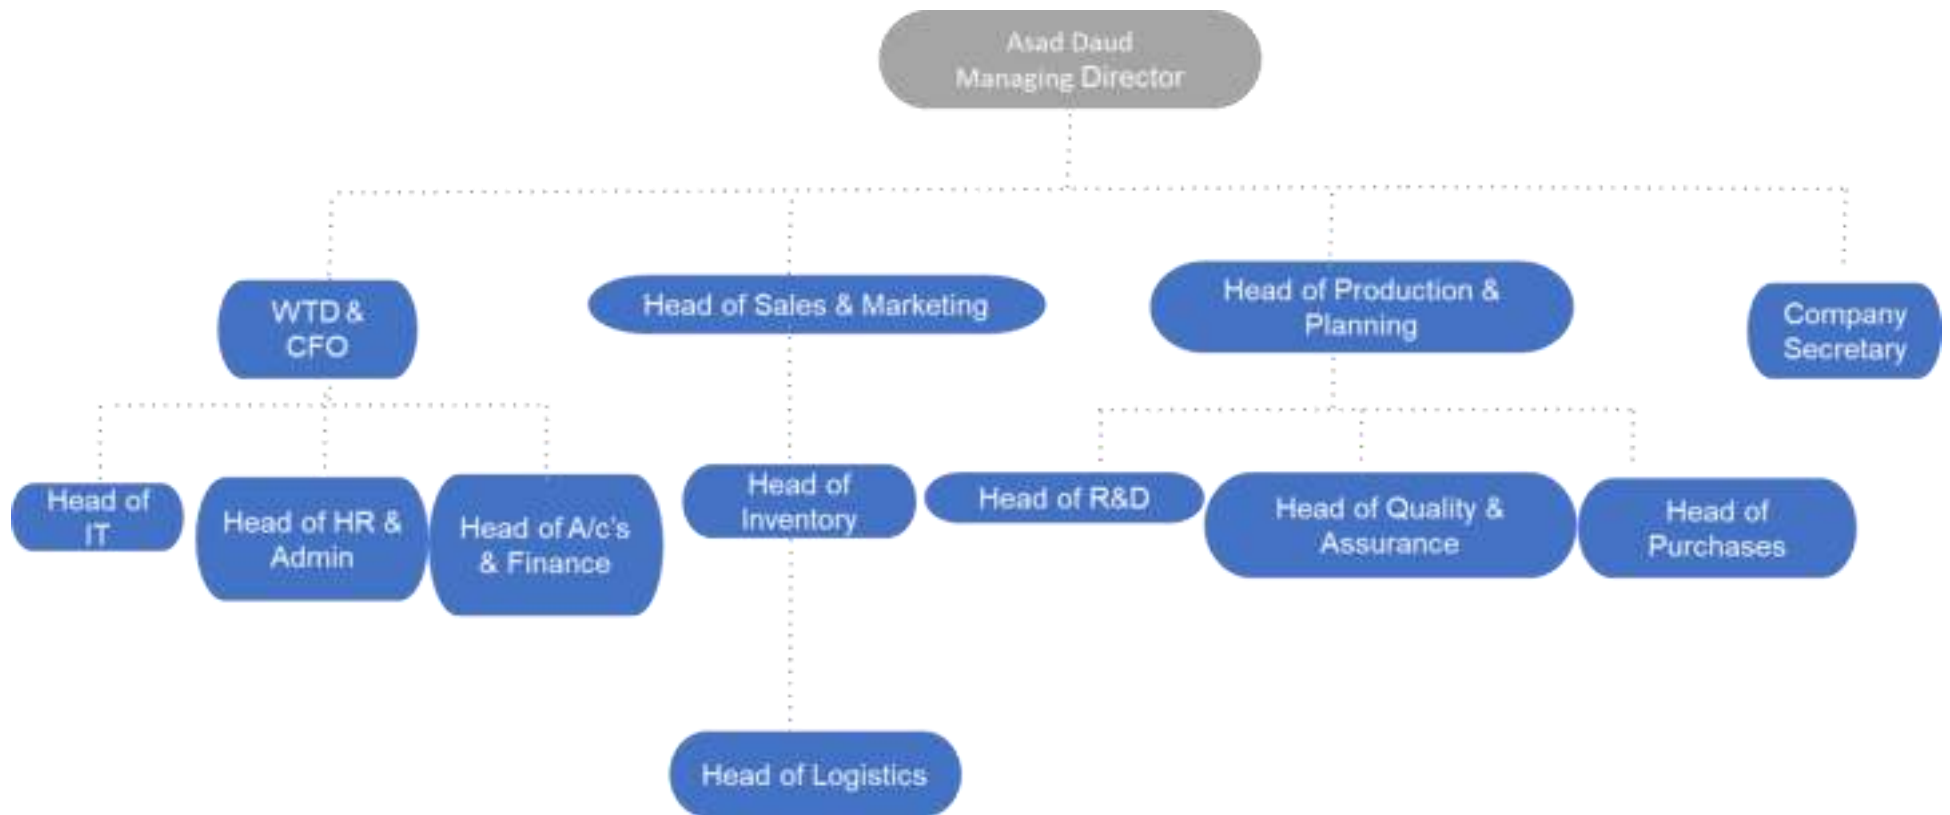 Asad Daud
Managing Director
WTD &
CFO
Head of Sales & Marketing
Head of Production &
Planning
Company
Secretary
Head of
IT
Head of HR &
Admin
Head of A/c's
& Finance
Head of
Inventory
Head of R&D
Head of Quality &
Assurance
Head of
Purchases
Head of Logistics